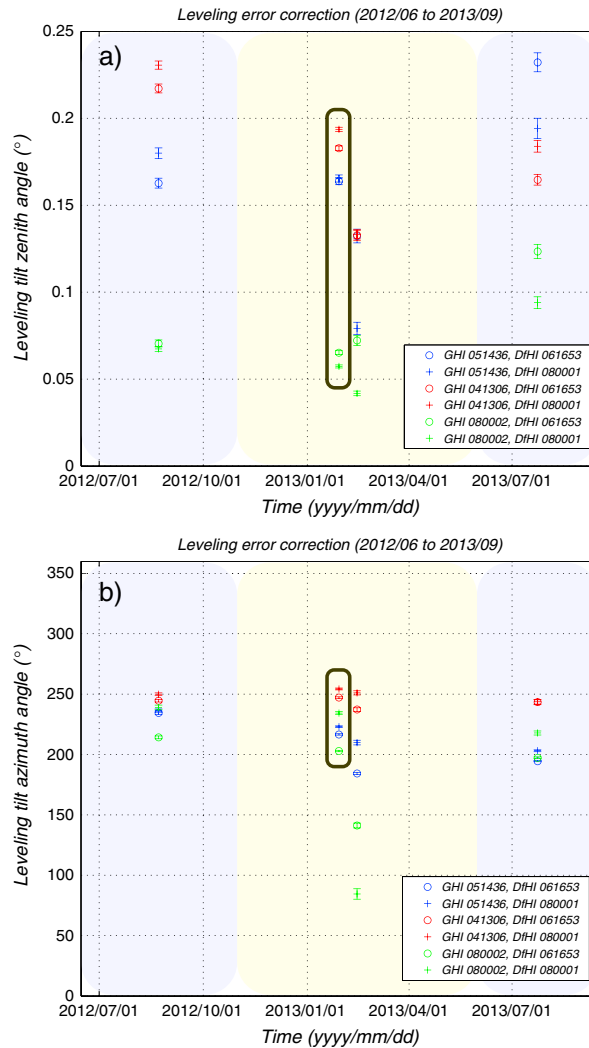 Leveling error correction (2012/06 to 2013/09)
a)
0.25
0.2
0.15
0.1
0.05
0
Leveling tilt zenith angle (°)
GHI 051436, DfHI 061653
GHI 051436, DfHI 080001
GHI 041306, DfHI 061653
GHI 041306, DfHI 080001
GHI 080002, DfHI 061653
GHI 080002, DfHI 080001
2012/07/01 2012/10/01 2013/01/01 2013/04/01 2013/07/01
Time (yyyy/mm/dd)
Leveling error correction (2012/06 to 2013/09)
b)
350
300
250
200
150
100
50
0
Leveling tilt azimuth angle (°)
GHI 051436, DfHI 061653
GHI 051436, DfHI 080001
GHI 041306, DfHI 061653
GHI 041306, DfHI 080001
GHI 080002, DfHI 061653
GHI 080002, DfHI 080001
2012/07/01 2012/10/01 2013/01/01 2013/04/01 2013/07/01
Time (yyyy/mm/dd)